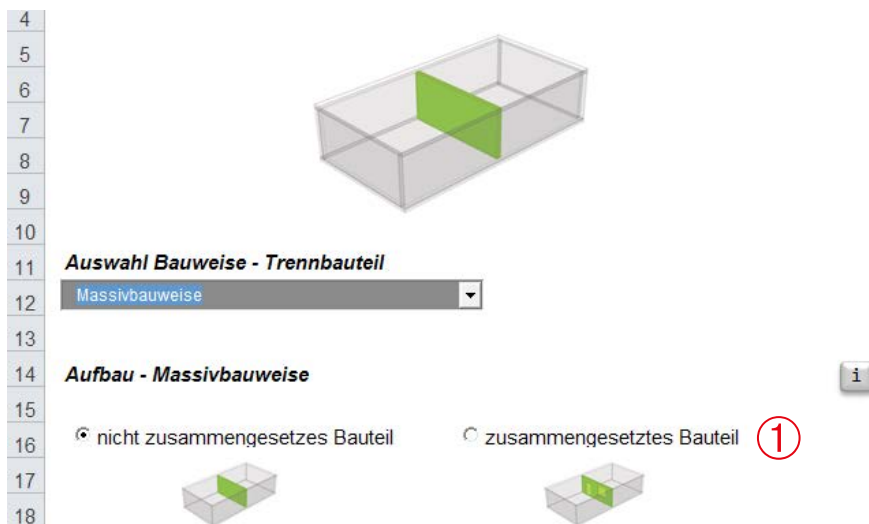 4
5
6
7
8
9
10
11 Auswahl Bauweise - Trennbauteil
12 Massivbauweise
13
14 Aufbau - Massivbauweise i
15
16 nicht zusammengesetzes Bauteil zusammengesetztes Bauteil 1
17
18